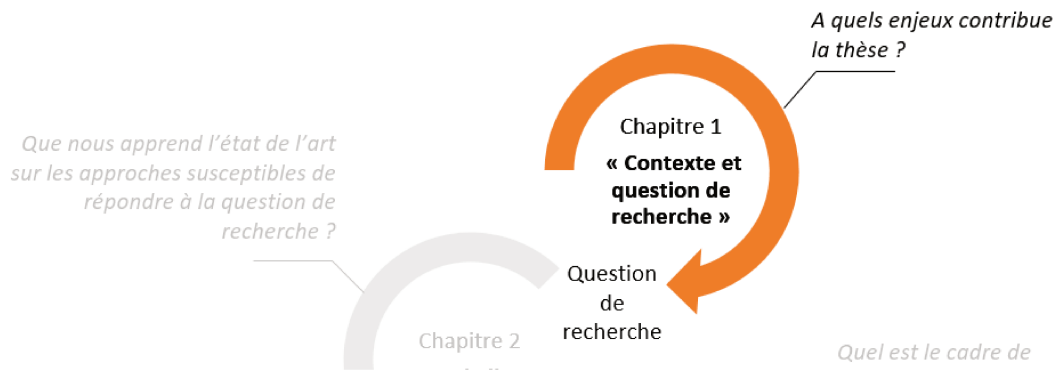 A quels enjeux contribue
la thèse ?
Chapitre 1
« Contexte et
question de
recherche »
Que nous apprend l'état de l'art
sur les approches susceptibles de
répondre à la question de
recherche ?
Question
de
recherche
Chapitre 2
Quel est le cadre de